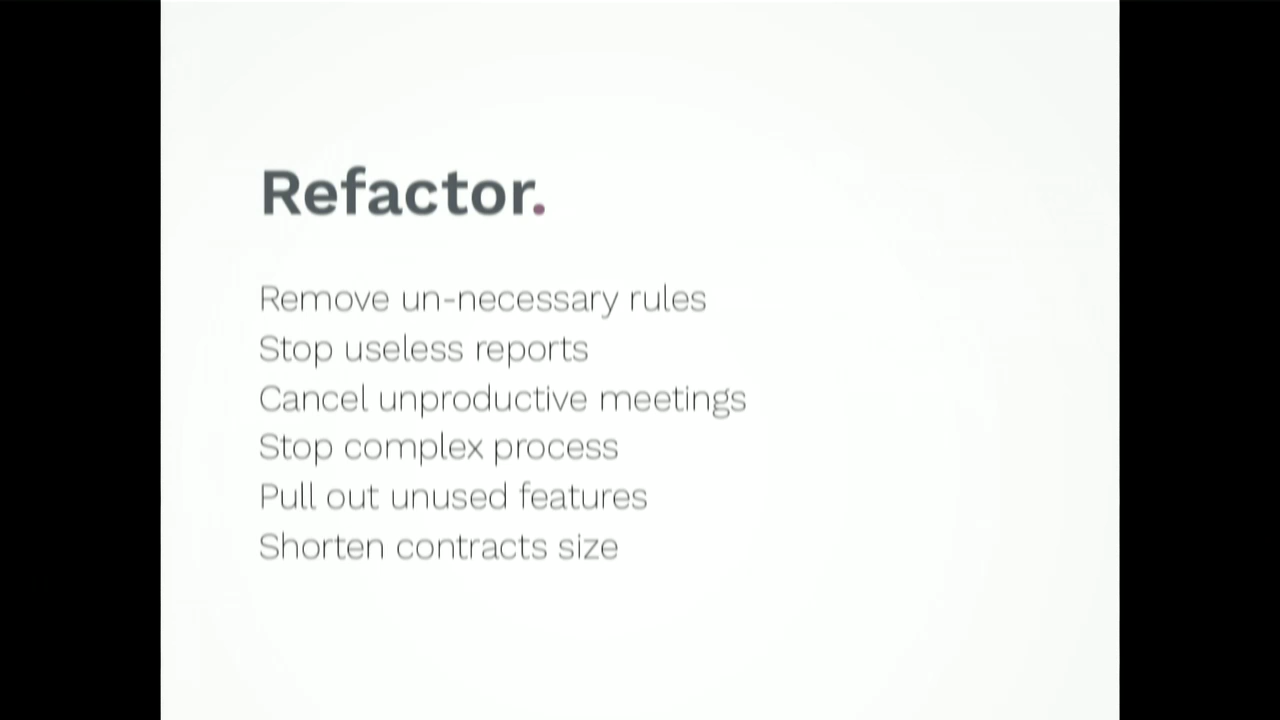 Refactor.
Remove un-necessary rules
Stop useless reports
Cancel unproductive meetings
Stop complex process
Pull out unused features
Shorten contracts size